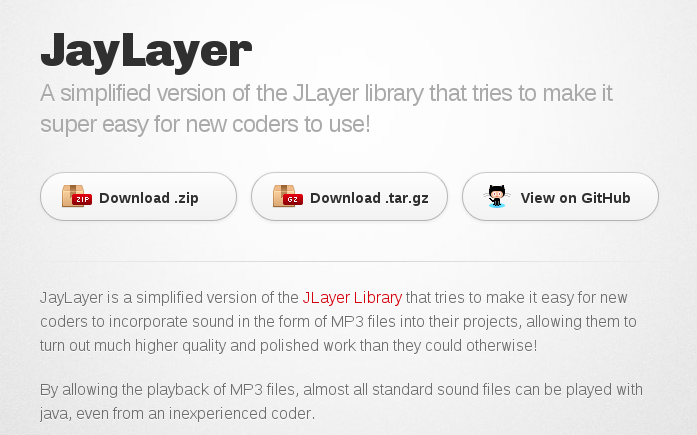 JayLayer
A simplified version of the JLayer library that tries to make it
super easy for new coders to use!
ZIP Download .zip
GZ Download .tar.gz
View on GitHub
JayLayer is a simplified version of the JLayer Library that tries to make it easy for new
coders to incorporate sound in the form of MP3 files into their projects, allowing them to
turn out much higher quality and polished work than they could otherwise!
By allowing the playback of MP3 files, almost all standard sound files can be played with
java, even from an inexperienced coder.